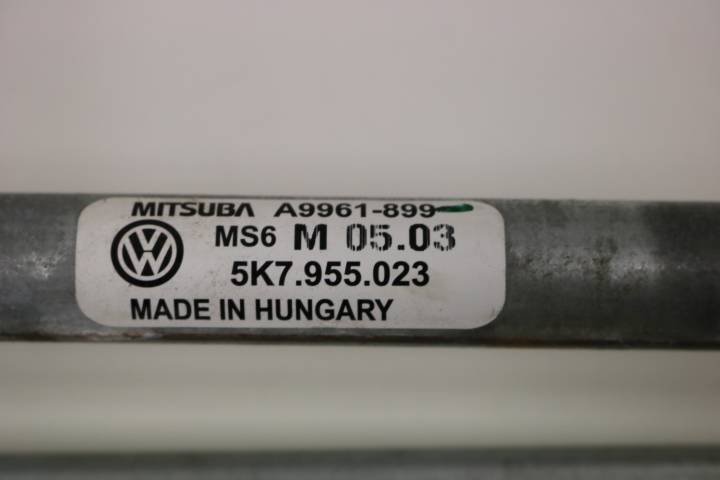 MITSUBA A9961-899
MS6 M 05.03
5K7.955.023
MADE IN HUNGARY